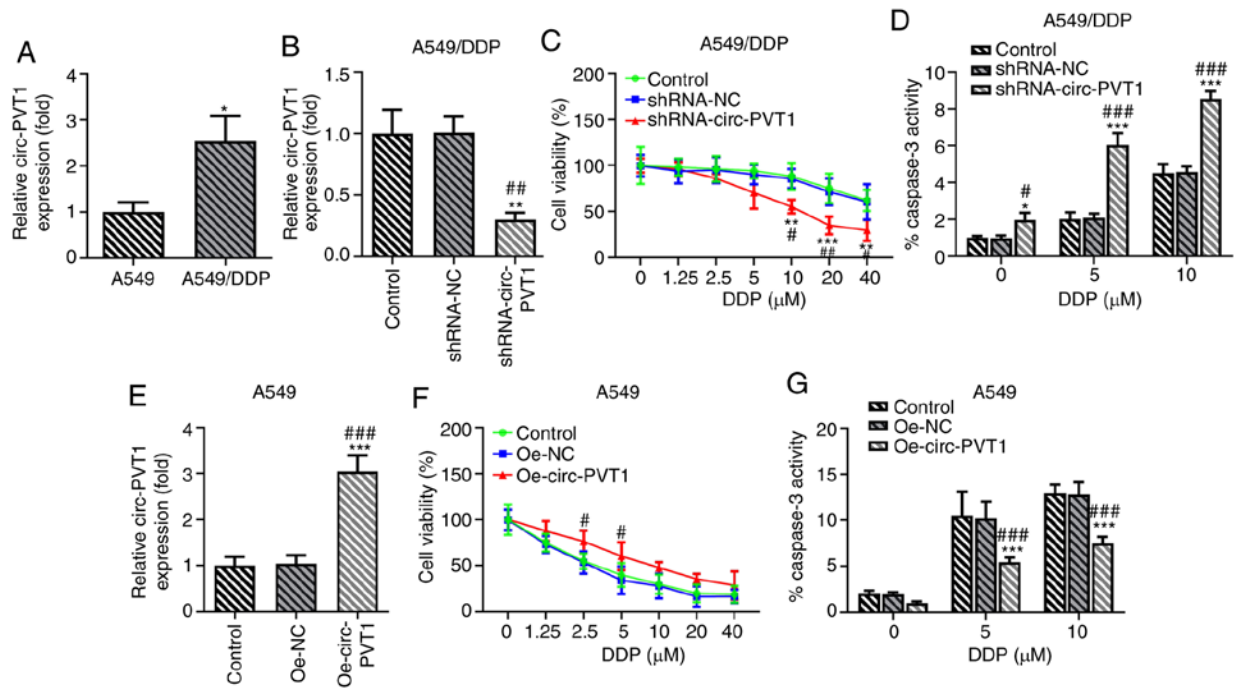 A
Relative circ-PVT1
expression (fold)
4
3
2
1
0
*
A549
A549/DDP
B
A549/DDP
Relative circ-PVT1
expression (fold)
1.5
1.0
0.5
0.0
##
**
Control
shRNA-NC
shRNA-circ-
PVT1
C
A549/DDP
Control
shRNA-NC
shRNA-circ-PVT1
Cell viability (%)
200
150
100
50
0
**
#
***
##
**
#
0 1.25 2.5 5 10 20 40
DDP (μM)
D
A549/DDP
Control
shRNA-NC
shRNA-circ-PVT1
% caspase-3 activity
10
8
6
4
2
0
#
*
###
***
###
***
0 5 10
DDP (μM)
E
A549
Relative circ-PVT1
expression (fold)
4
3
2
1
0
###
***
Control
Oe-NC
Oe-circ-
PVT1
F
A549
Control
Oe-NC
Oe-circ-PVT1
Cell viability (%)
200
150
100
50
0
# #
0 1.25 2.5 5 10 20 40
DDP (μM)
G
A549
Control
Oe-NC
Oe-circ-PVT1
% caspase-3 activity
20
15
10
5
0
###
***
###
***
0 5 10
DDP (μM)